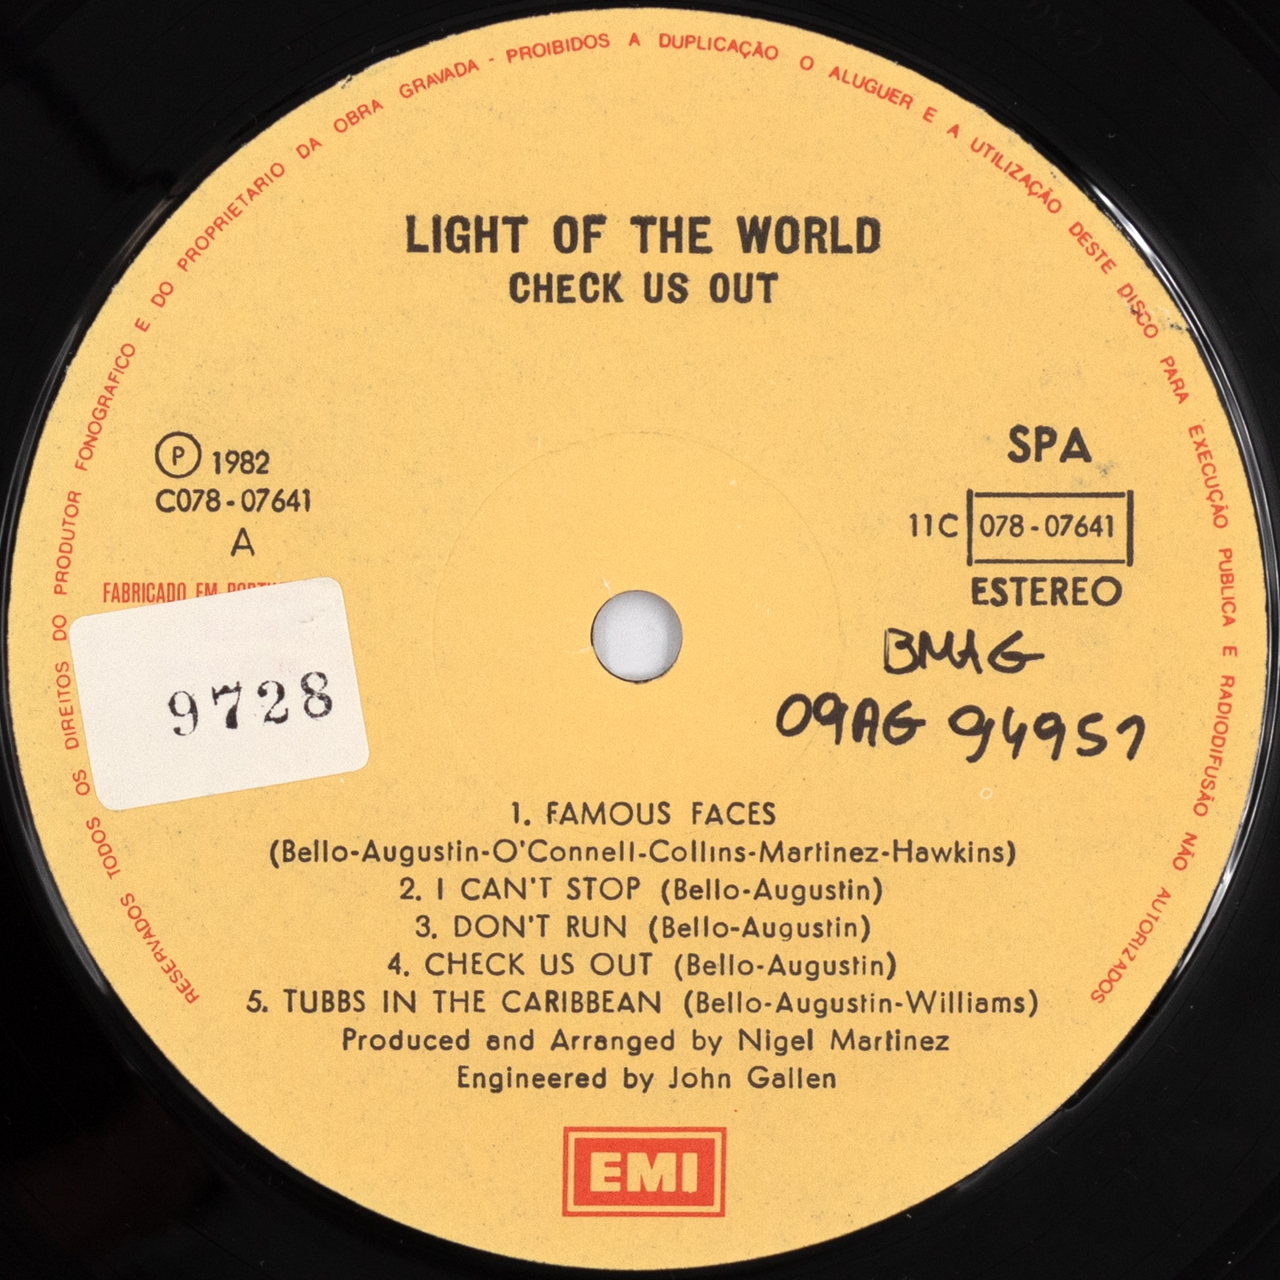 RESERVADOS TODOS OS DIREITOS DO PRODUTOR FONOGRAFICO E DO PROPRIETARIO DA OBRA GRAVADA - PROIBIDOS A DUPLICAÇÃO O ALUGUER E A UTILIZAÇÃO DESTE DISCO PARA EXECUÇÃO PUBLICA E RADIODIFUSÃO NÃO AUTORIZADOS
LIGHT OF THE WORLD
CHECK US OUT
Ⓟ 1982
C078-07641
A
FABRICADO EM
9728
SPA
11C 078-07641
ESTEREO
BMAG
09AG 94951
1. FAMOUS FACES
(Bello-Augustin-O'Connell-Collins-Martinez-Hawkins)
2. I CAN'T STOP (Bello-Augustin)
3. DON'T RUN (Bello-Augustin)
4. CHECK US OUT (Bello-Augustin)
5. TUBBS IN THE CARIBBEAN (Bello-Augustin-Williams)
Produced and Arranged by Nigel Martinez
Engineered by John Gallen
EMI